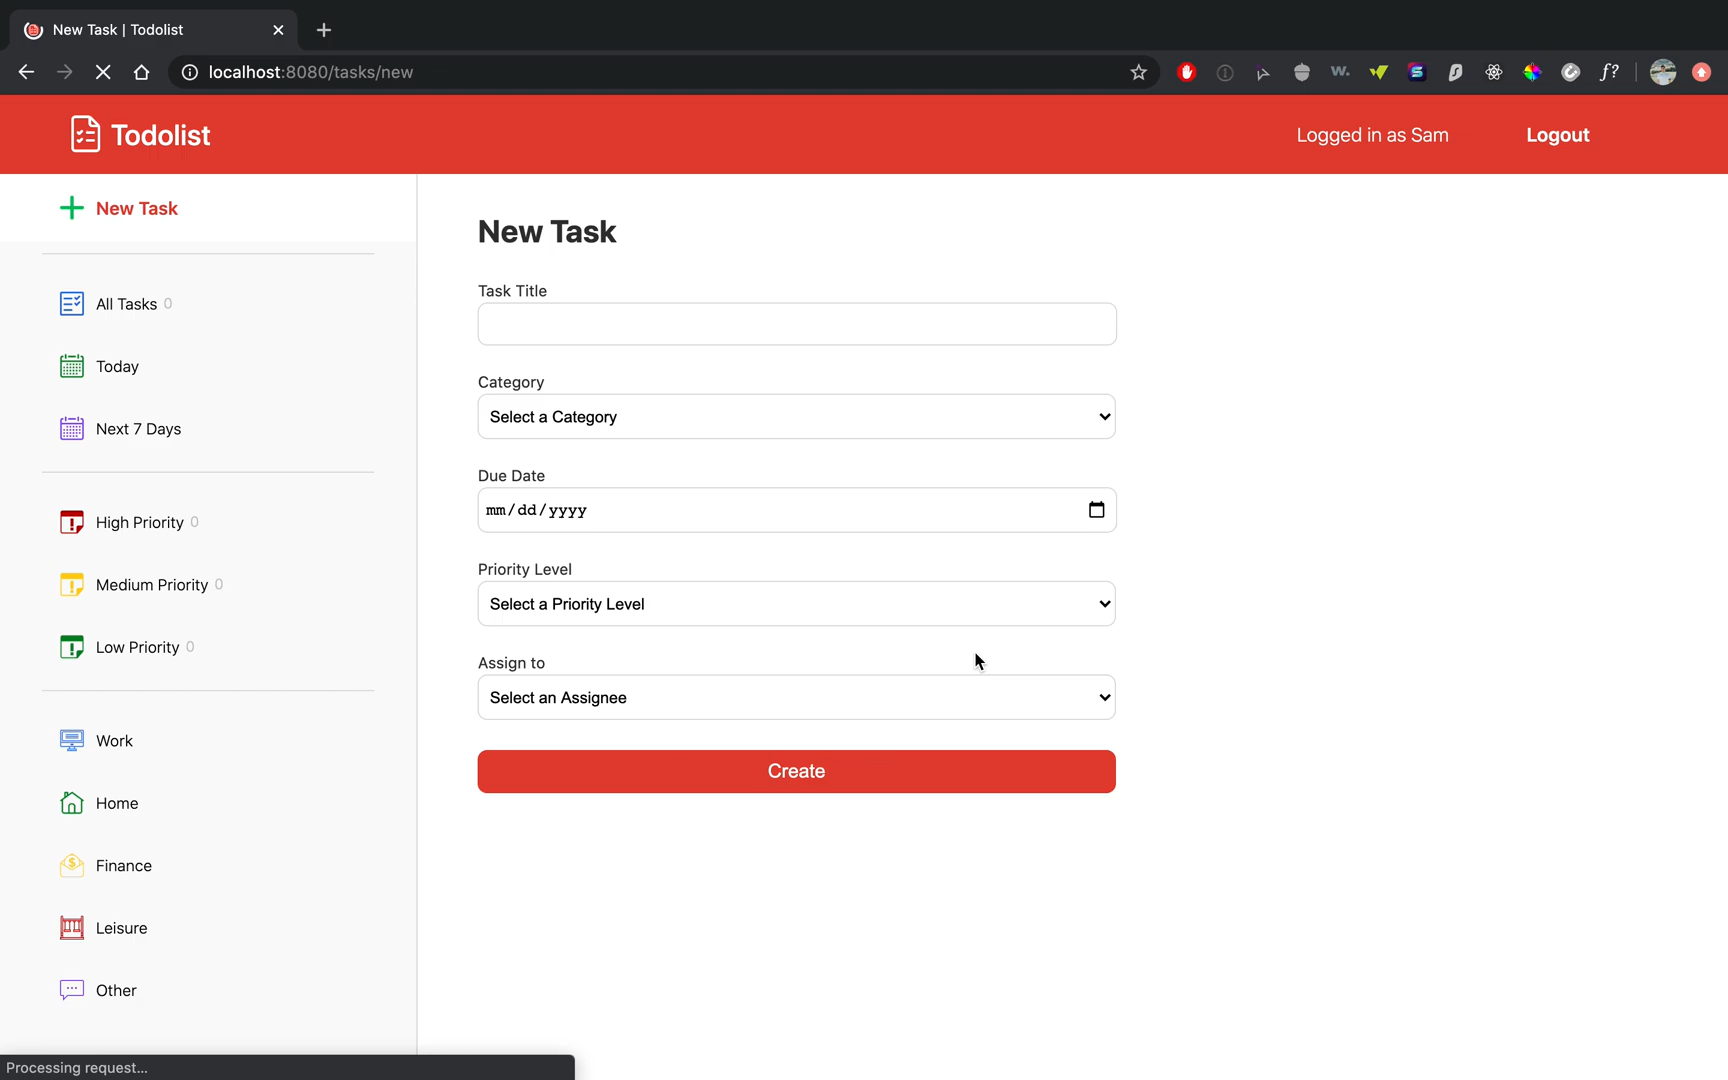 New Task | Todolist
localhost:8080/tasks/new
w.
S
f?
Todolist
Logged in as Sam
Logout
New Task
All Tasks 0
Today
Next 7 Days
High Priority 0
Medium Priority 0
Low Priority 0
Work
Home
Finance
Leisure
Other
New Task
Task Title
Category
Select a Category
Due Date
mm/dd/yyyy
Priority Level
Select a Priority Level
Assign to
Select an Assignee
Create
Processing request...